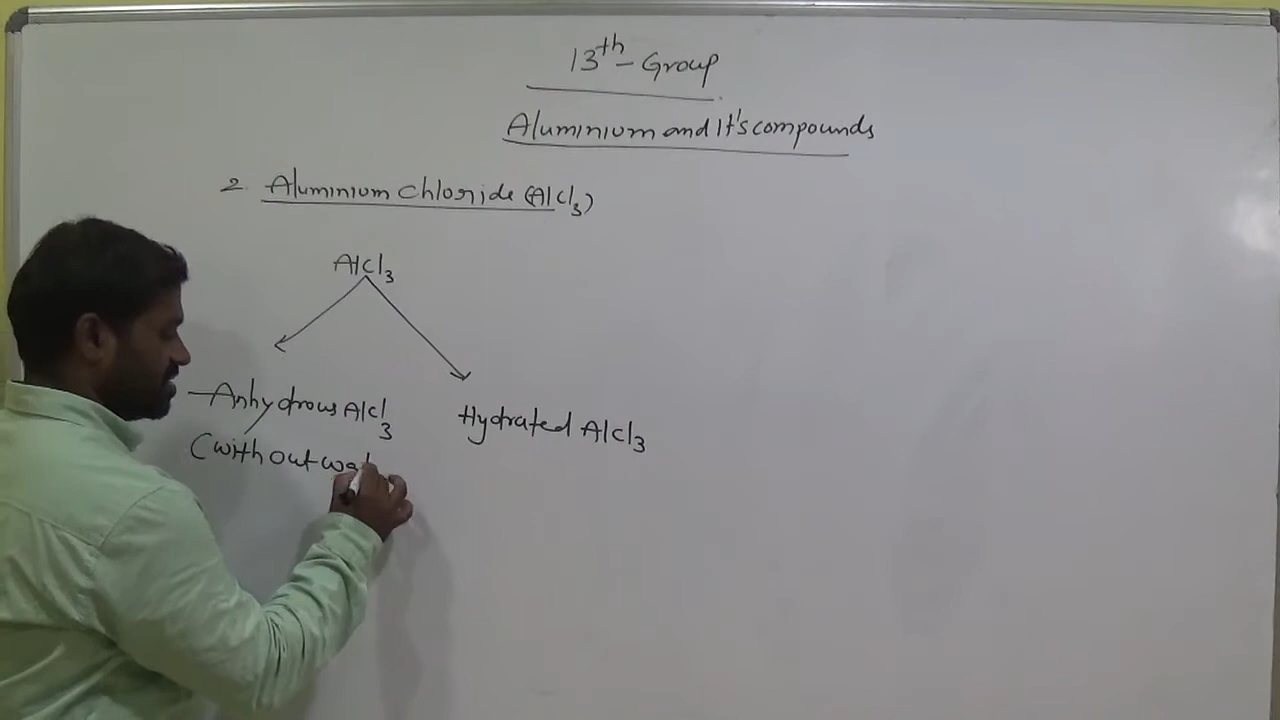 13th - Group
Aluminium and It's compounds
2. Aluminium Chloride (AlCl3)
AlCl3
Anhydrous AlCl3
Hydrated AlCl3
(without